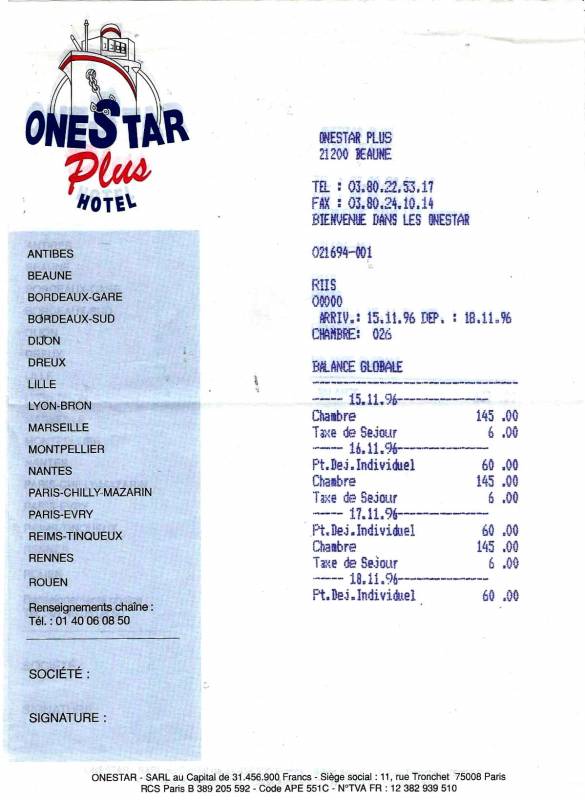 ONESTAR
Plus
HOTEL
ANTIBES
BEAUNE
BORDEAUX-GARE
BORDEAUX-SUD
DIJON
DREUX
LILLE
LYON-BRON
MARSEILLE
MONTPELLIER
NANTES
PARIS-CHILLY-MAZARIN
PARIS-EVRY
REIMS-TINQUEUX
RENNES
ROUEN
Renseignements chaîne :
Tél. : 01 40 06 08 50
SOCIÉTÉ :
SIGNATURE :
ONESTAR PLUS
21200 BEAUNE
TEL : 03.80.22.53.17
FAX : 03.80.24.10.14
BIENVENUE DANS LES ONESTAR
021694-001
RIIS
00000
ARRIV.: 15.11.96 DEP. : 18.11.96
CHAMBRE: 026
BALANCE GLOBALE
----- 15.11.96----------------
Chambre 145 .00
Taxe de Sejour 6 .00
----- 16.11.96----------------
Pt.Dej.Individuel 60 .00
Chambre 145 .00
Taxe de Sejour 6 .00
----- 17.11.96----------------
Pt.Dej.Individuel 60 .00
Chambre 145 .00
Taxe de Sejour 6 .00
----- 18.11.96----------------
Pt.Dej.Individuel 60 .00
ONESTAR - SARL au Capital de 31.456.900 Francs - Siège social : 11, rue Tronchet 75008 Paris
RCS Paris B 389 205 592 - Code APE 551C - N°TVA FR : 12 382 939 510